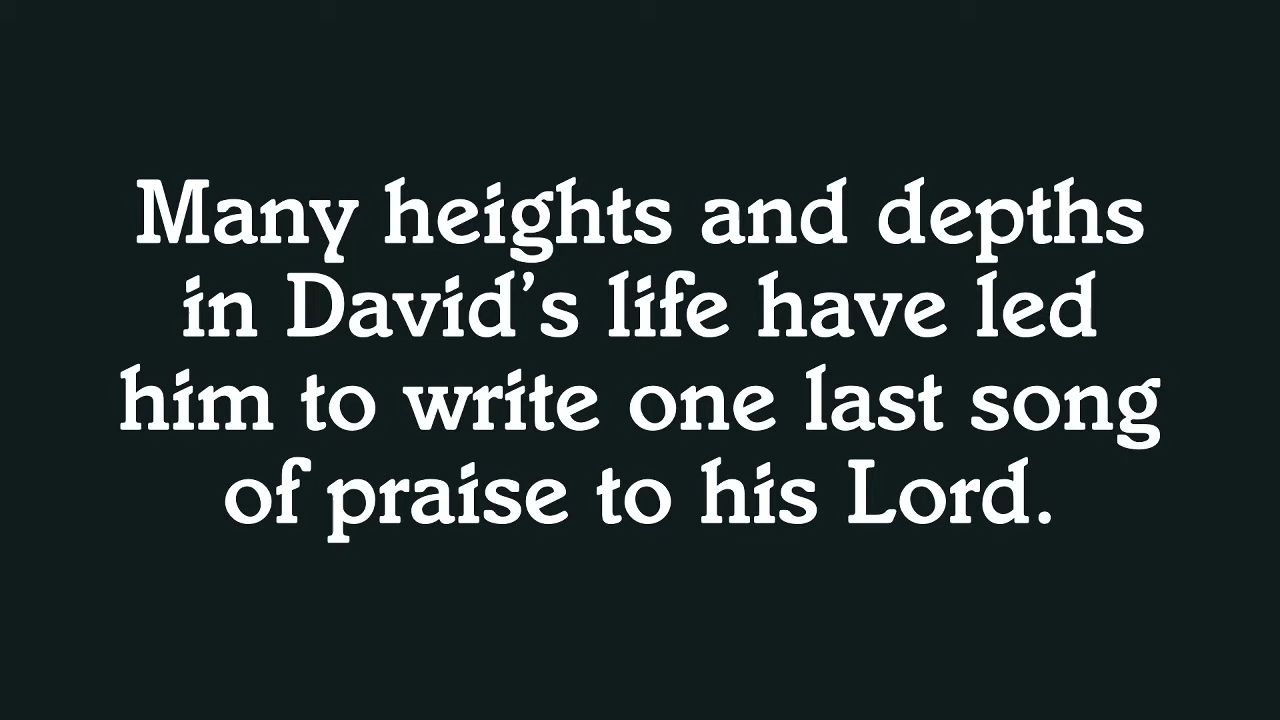 Many heights and depths
in David’s life have led
him to write one last song
of praise to his Lord.